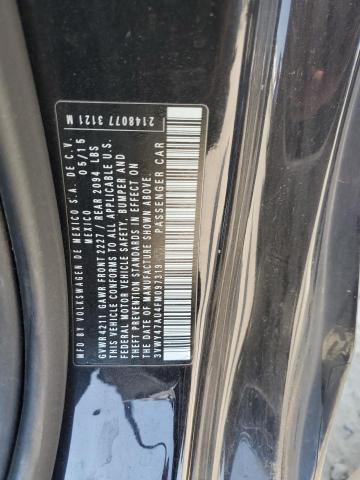 MFD. BY VOLKSWAGEN DE MEXICO S.A. DE C.V.
MEXICO 05/15
GVWR 4211 GAWR FRONT 2227 / REAR 2094 LBS
THIS VEHICLE CONFORMS TO ALL APPLICABLE U.S.
FEDERAL MOTOR VEHICLE SAFETY, BUMPER AND
THEFT PREVENTION STANDARDS IN EFFECT ON
THE DATE OF MANUFACTURE SHOWN ABOVE.
3VWY47AU4FM097319 PASSENGER CAR
2148077 3121 M